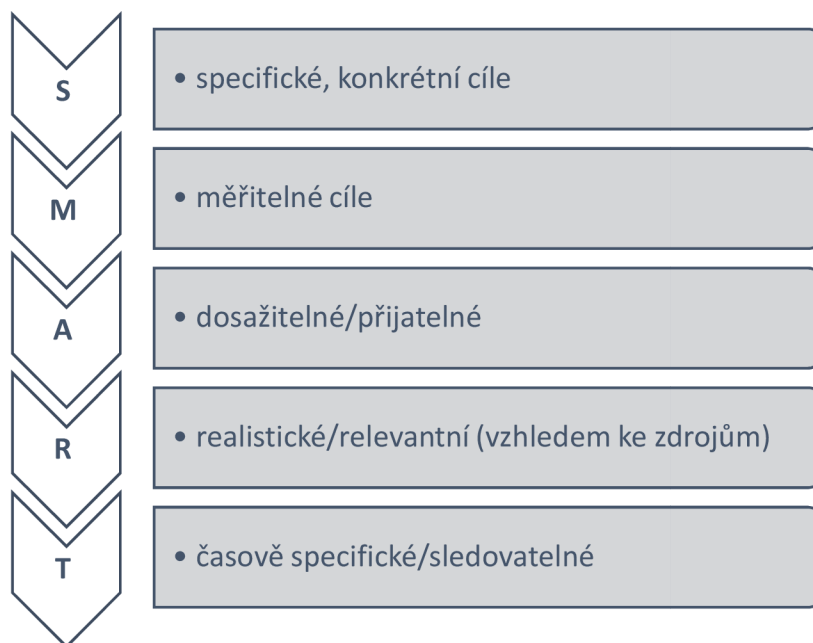 S
• specifické, konkrétní cíle
M
• měřitelné cíle
A
• dosažitelné/přijatelné
R
• realistické/relevantní (vzhledem ke zdrojům)
T
• časově specifické/sledovatelné